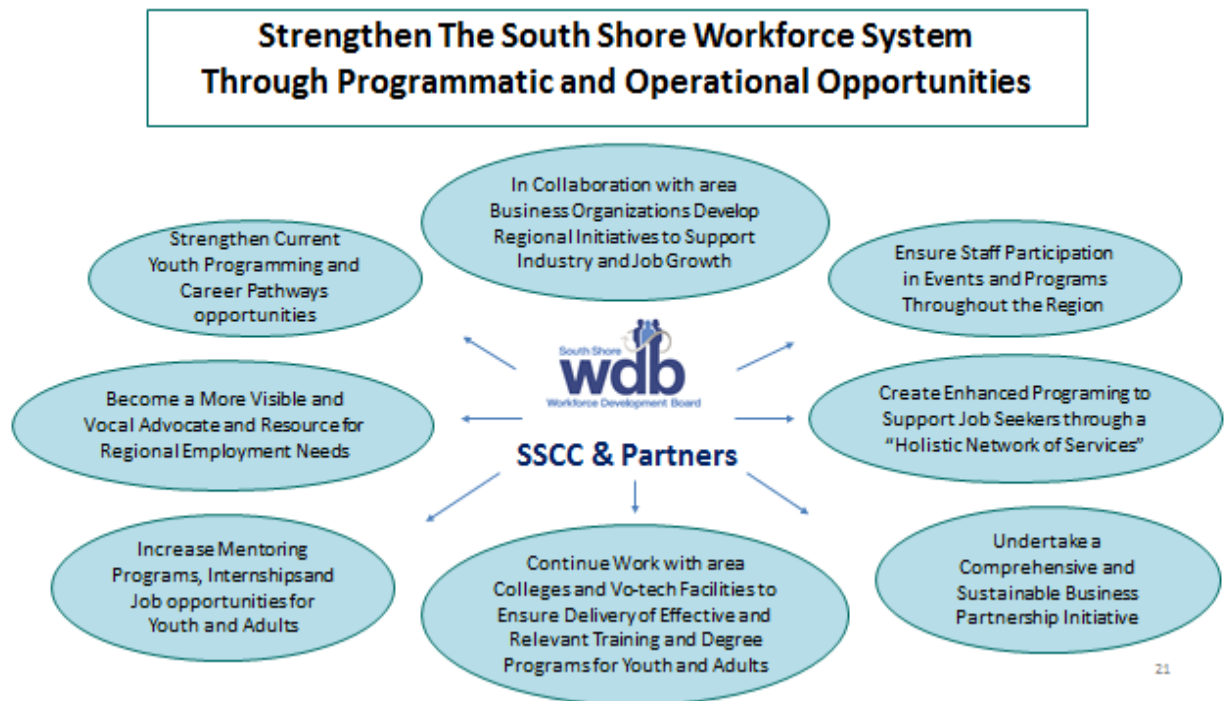 Strengthen The South Shore Workforce System
Through Programmatic and Operational Opportunities
In Collaboration with area
Business Organizations Develop
Regional Initiatives to Support
Industry and Job Growth
Strengthen Current
Youth Programming and
Career Pathways
opportunities
Ensure Staff Participation
in Events and Programs
Throughout the Region
South Shore
wdb
Workforce Development Board
SSCC & Partners
Become a More Visible and
Vocal Advocate and Resource for
Regional Employment Needs
Create Enhanced Programing to
Support Job Seekers through a
“Holistic Network of Services”
Increase Mentoring
Programs, Internshipsand
Job opportunities for
Youth and Adults
Continue Work with area
Colleges and Vo-tech Facilities to
Ensure Delivery of Effective and
Relevant Training and Degree
Programs for Youth and Adults
Undertake a
Comprehensive and
Sustainable Business
Partnership Initiative
21